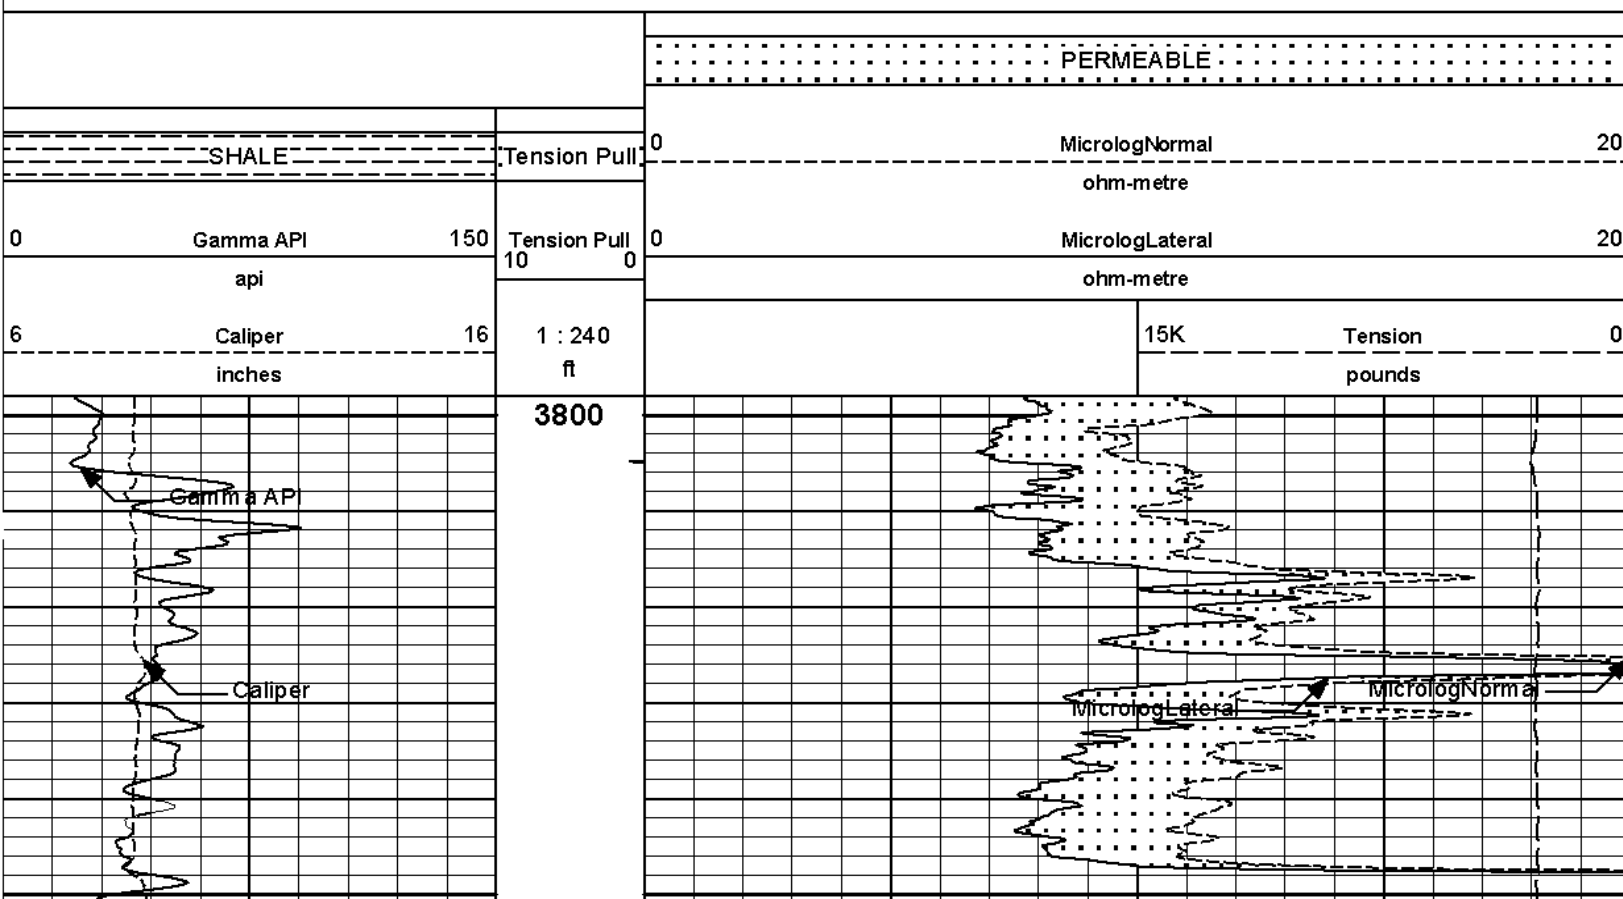 PERMEABLE
0 MicrologNormal 20
SHALE Tension Pull
ohm-metre
0 Gamma API 150 Tension Pull 0 MicrologLateral 20
10 0
api ohm-metre
6 Caliper 16 1 : 240 15K Tension 0
ft
inches pounds
3800
Gamma API
Caliper MicrologNormal
MicrologLateral